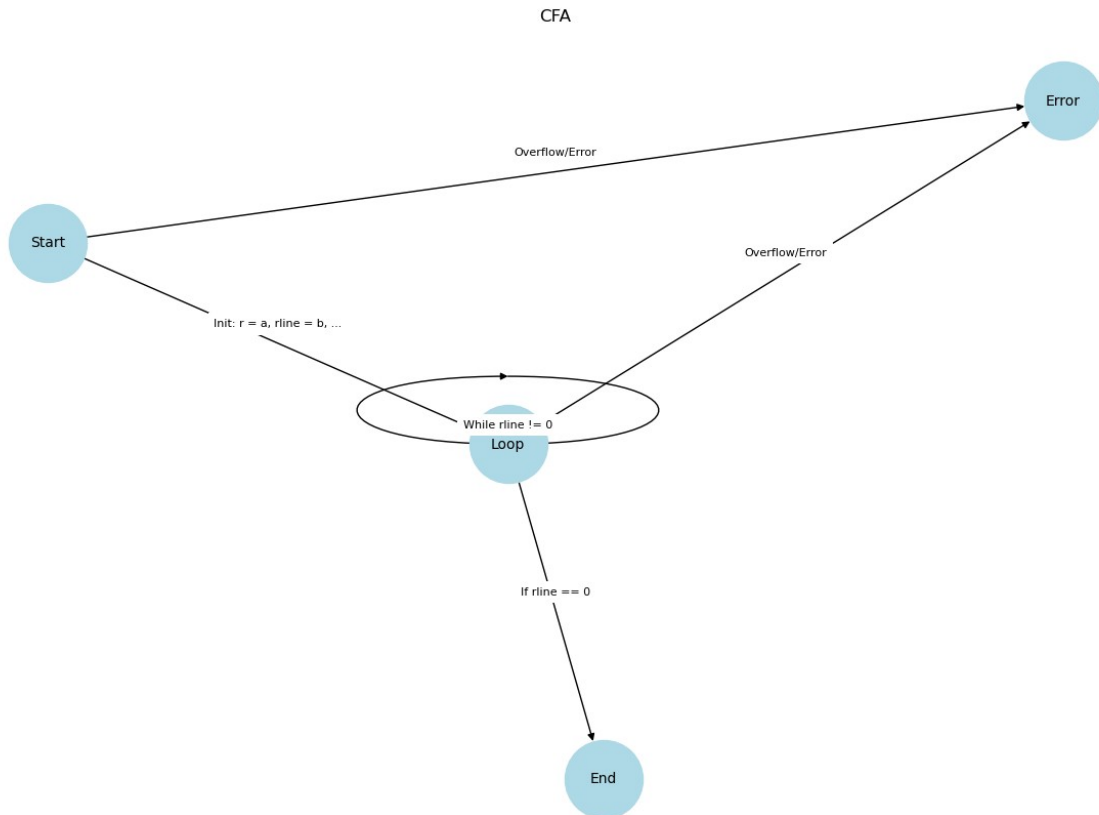 CFA
Error
Overflow/Error
Start
Overflow/Error
Init: r = a, rline = b, ...
While rline != 0
Loop
If rline == 0
End